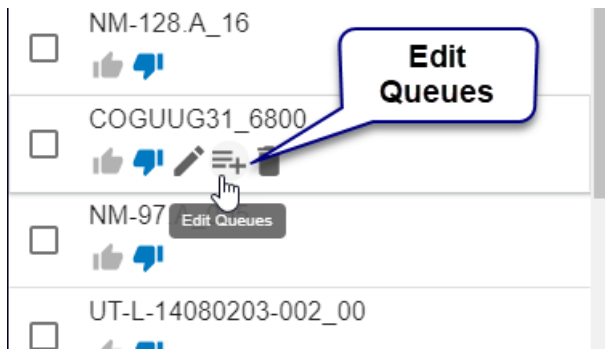 NM-128.A_16
Edit
Queues
COGUUG31_6800
NM-97
Edit Queues
UT-L-14080203-002_00